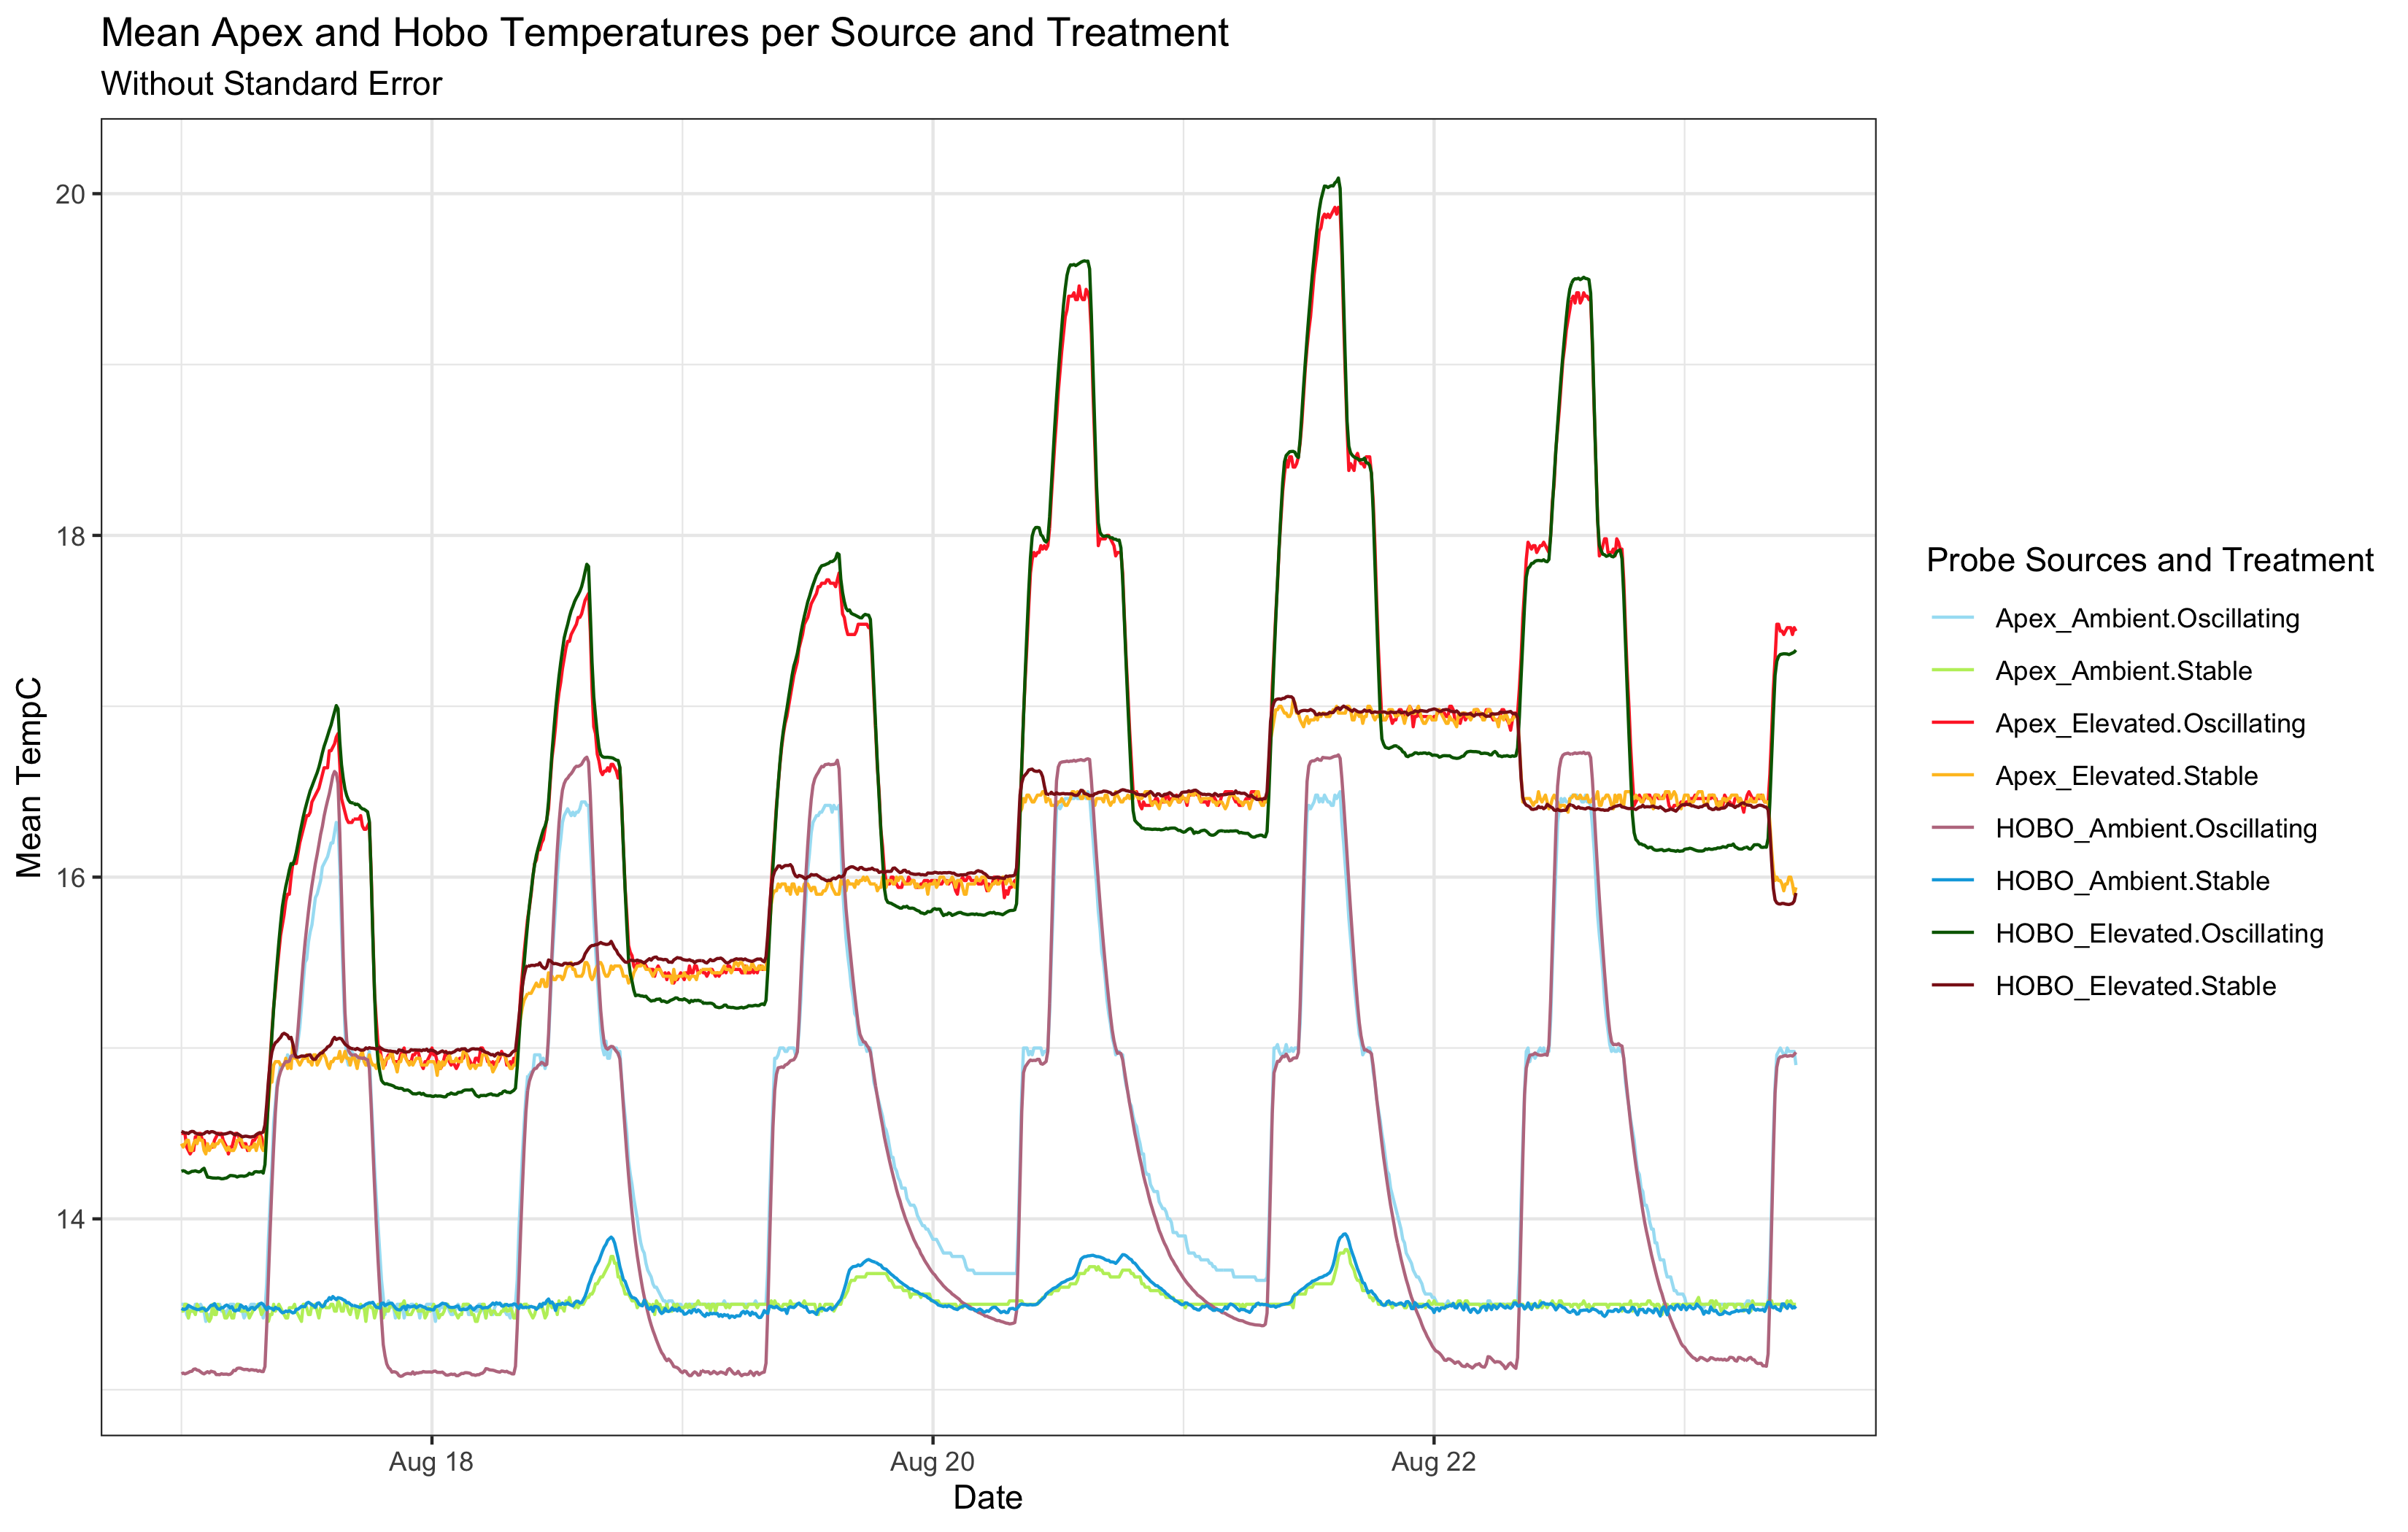 Mean Apex and Hobo Temperatures per Source and Treatment
Without Standard Error
Mean TempC
20
18
16
14
Aug 18
Aug 20
Aug 22
Date
Probe Sources and Treatment
Apex_Ambient.Oscillating
Apex_Ambient.Stable
Apex_Elevated.Oscillating
Apex_Elevated.Stable
HOBO_Ambient.Oscillating
HOBO_Ambient.Stable
HOBO_Elevated.Oscillating
HOBO_Elevated.Stable